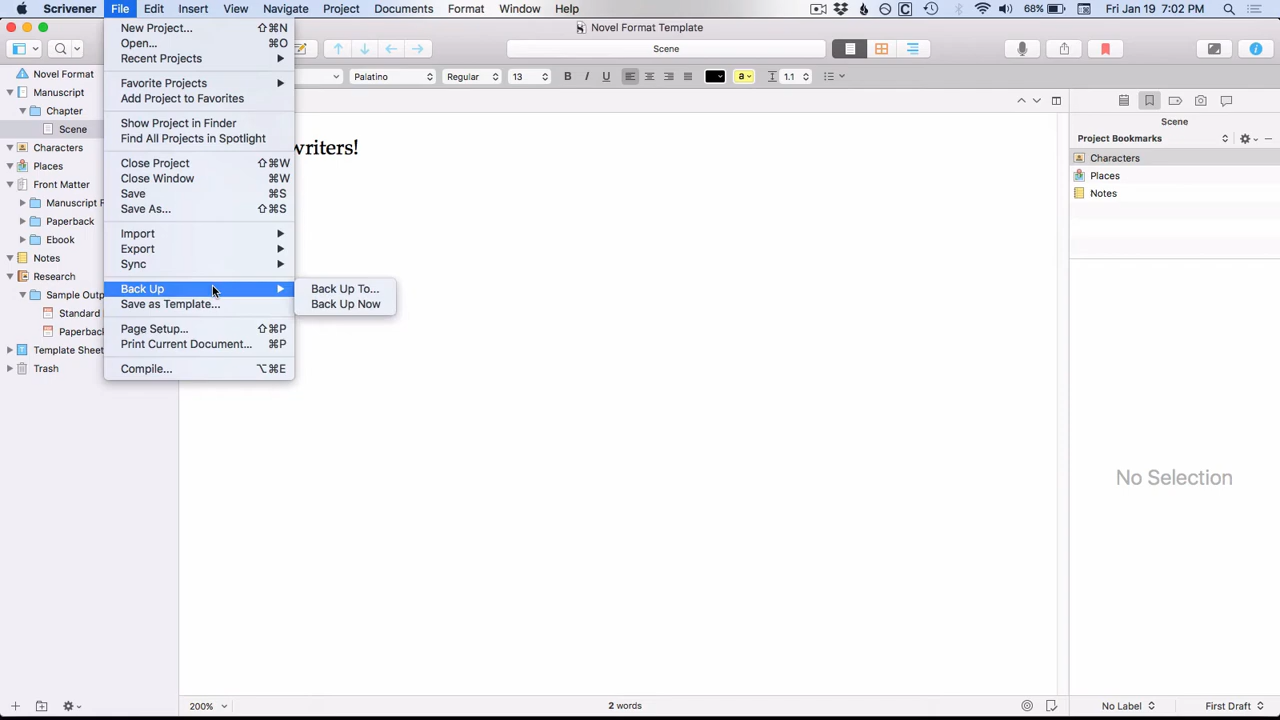 Scrivener File Edit Insert View Navigate Project Documents Format Window Help 68% Fri Jan 19 7:02 PM
Novel Format Template
Scene
Palatino Regular 13 B I U a 1.1
New Project... ⇧⌘N
Open... ⌘O
Recent Projects
Favorite Projects
Add Project to Favorites
Show Project in Finder
Find All Projects in Spotlight
Close Project ⇧⌘W
Close Window ⌘W
Save ⌘S
Save As... ⇧⌘S
Import
Export
Sync
Back Up
Save as Template...
Page Setup... ⇧⌘P
Print Current Document... ⌘P
Compile... ⌥⌘E
Back Up To...
Back Up Now
Novel Format
Manuscript
Chapter
Scene
Characters
Places
Front Matter
Manuscript F
Paperback
Ebook
Notes
Research
Sample Outp
Standard
Paperba
Template Sheet
Trash
writers!
Scene
Project Bookmarks
Characters
Places
Notes
No Selection
200% 2 words No Label First Draft